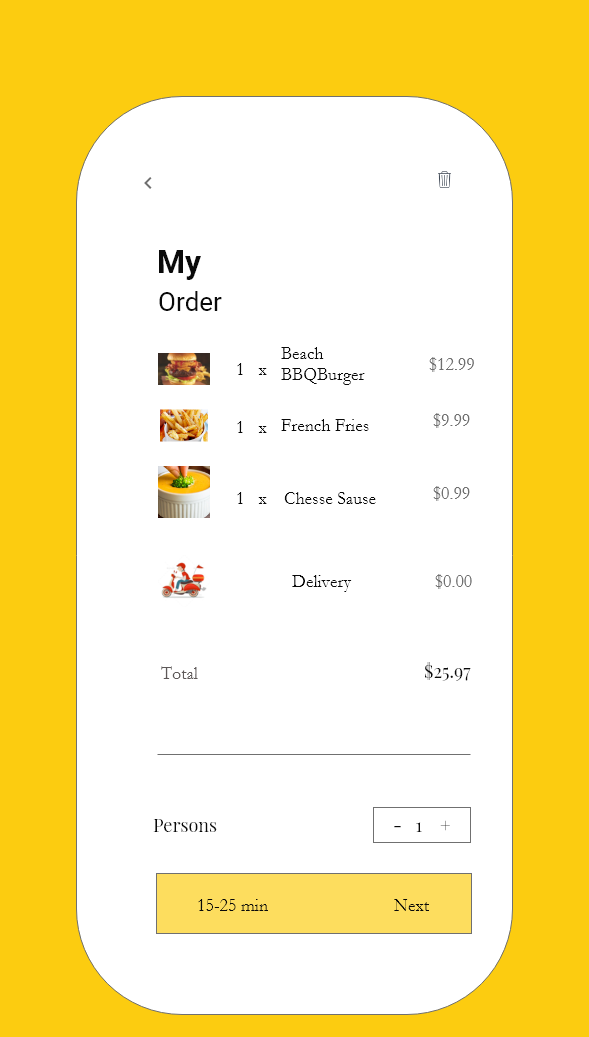 My
Order
1 x Beach
BBQBurger $12.99
1 x French Fries $9.99
1 x Chesse Sause $0.99
Delivery $0.00
Total $25.97
Persons - 1 +
15-25 min Next